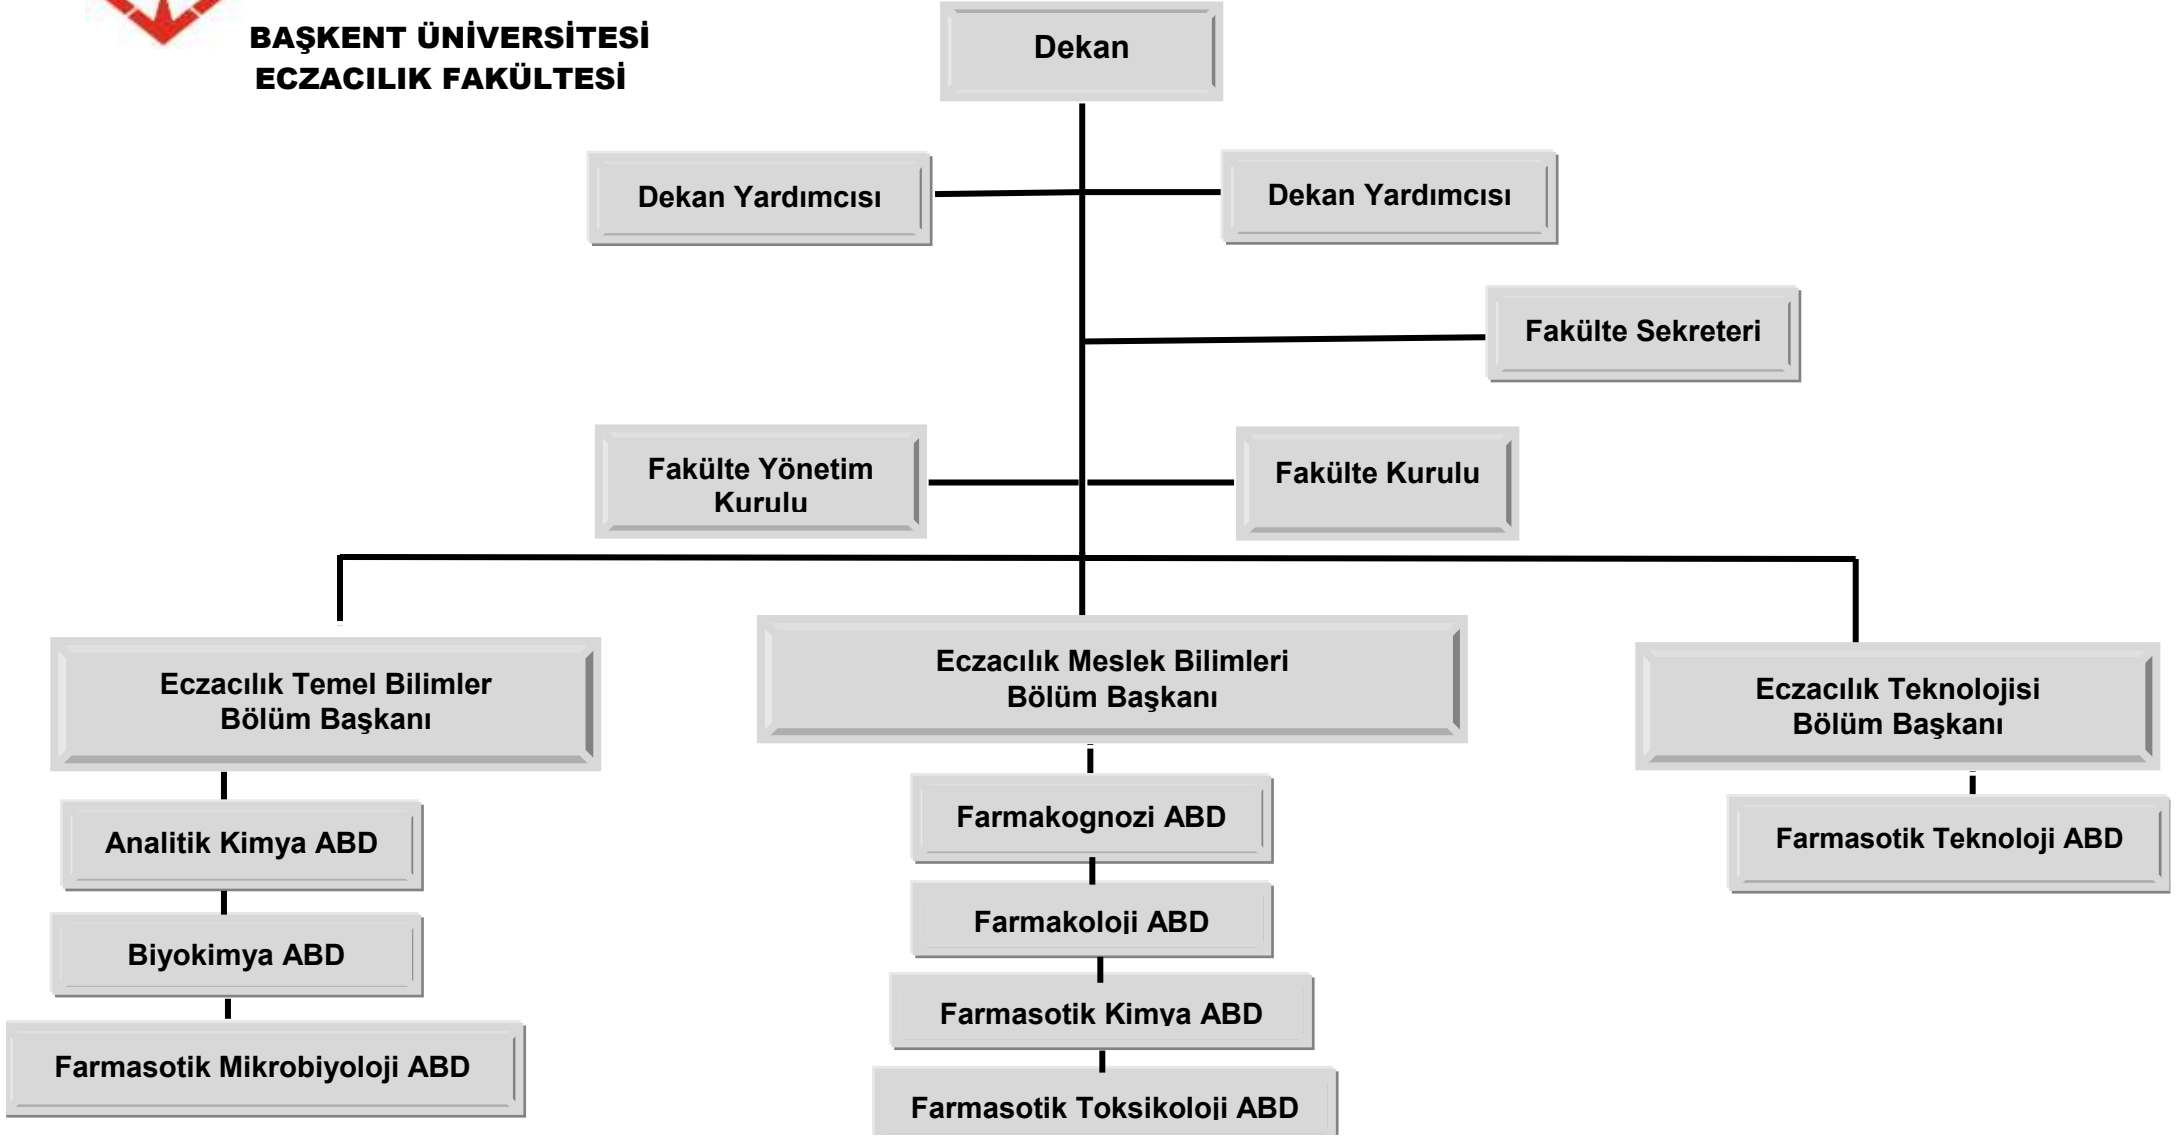 BAŞKENT ÜNİVERSİTESİ
ECZACILIK FAKÜLTESİ
Dekan
Dekan Yardımcısı
Dekan Yardımcısı
Fakülte Sekreteri
Fakülte Yönetim
Kurulu
Fakülte Kurulu
Eczacılık Temel Bilimler
Bölüm Başkanı
Eczacılık Meslek Bilimleri
Bölüm Başkanı
Eczacılık Teknolojisi
Bölüm Başkanı
Analitik Kimya ABD
Biyokimya ABD
Farmasotik Mikrobiyoloji ABD
Farmakognozi ABD
Farmakoloji ABD
Farmasotik Kimya ABD
Farmasotik Toksikoloji ABD
Farmasotik Teknoloji ABD